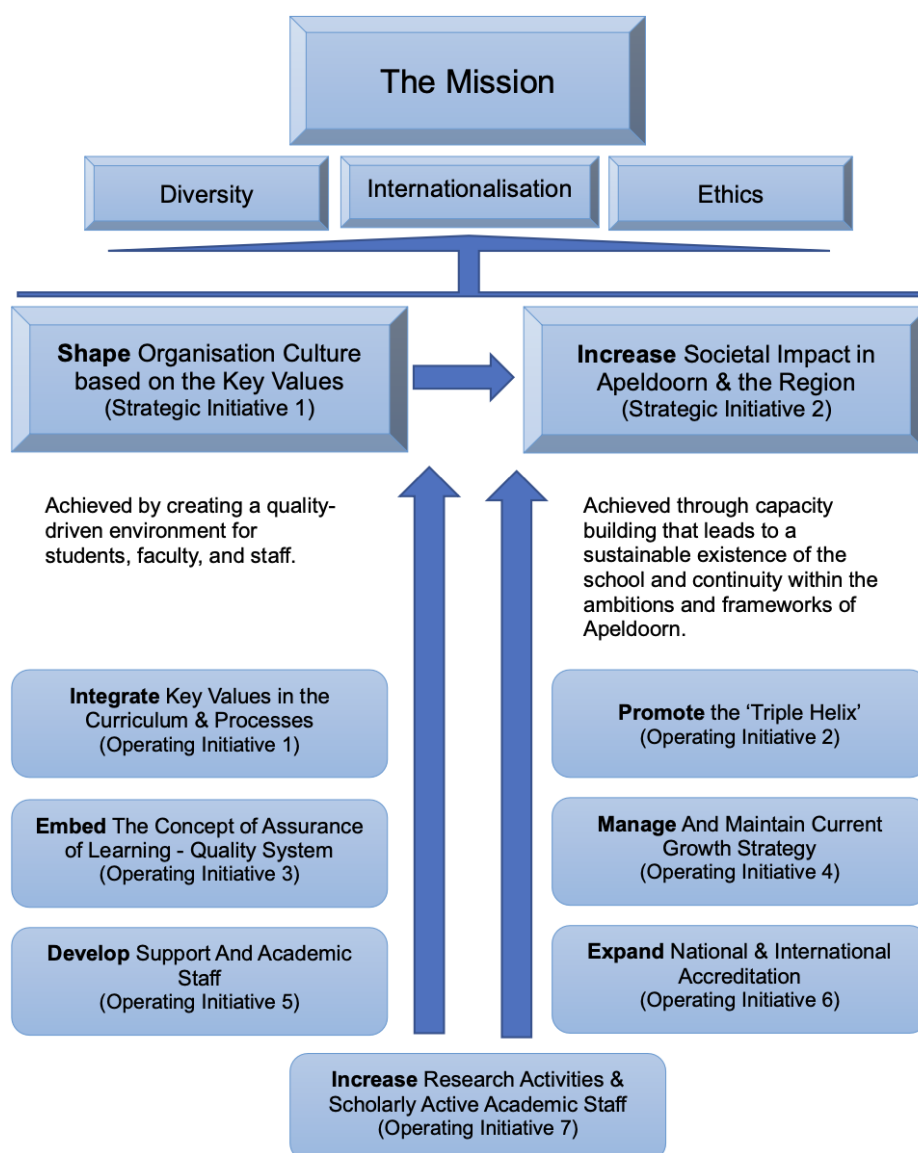 The Mission
Diversity
Internationalisation
Ethics
Shape Organisation Culture
based on the Key Values
(Strategic Initiative 1)
Increase Societal Impact in
Apeldoorn & the Region
(Strategic Initiative 2)
Achieved by creating a quality-
driven environment for
students, faculty, and staff.
Achieved through capacity
building that leads to a
sustainable existence of the
school and continuity within the
ambitions and frameworks of
Apeldoorn.
Integrate Key Values in the
Curriculum & Processes
(Operating Initiative 1)
Promote the ‘Triple Helix’
(Operating Initiative 2)
Embed The Concept of Assurance
of Learning - Quality System
(Operating Initiative 3)
Manage And Maintain Current
Growth Strategy
(Operating Initiative 4)
Develop Support And Academic
Staff
(Operating Initiative 5)
Expand National & International
Accreditation
(Operating Initiative 6)
Increase Research Activities &
Scholarly Active Academic Staff
(Operating Initiative 7)